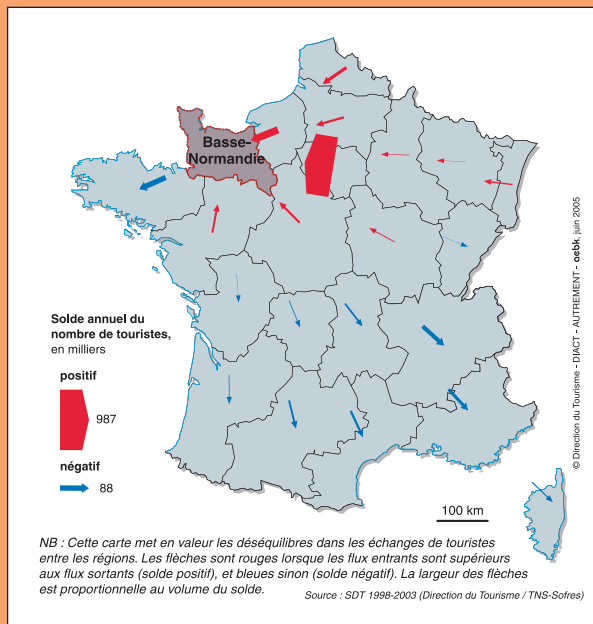 Basse-
Normandie
Solde annuel du
nombre de touristes,
en milliers
positif
987
négatif
88
100 km
© Direction du Tourisme - DIACT - AUTREMENT - aebk, juin 2005
NB : Cette carte met en valeur les déséquilibres dans les échanges de touristes
entre les régions. Les flèches sont rouges lorsque les flux entrants sont supérieurs
aux flux sortants (solde positif), et bleues sinon (solde négatif). La largeur des flèches
est proportionnelle au volume du solde.
Source : SDT 1998-2003 (Direction du Tourisme / TNS-Sofres)